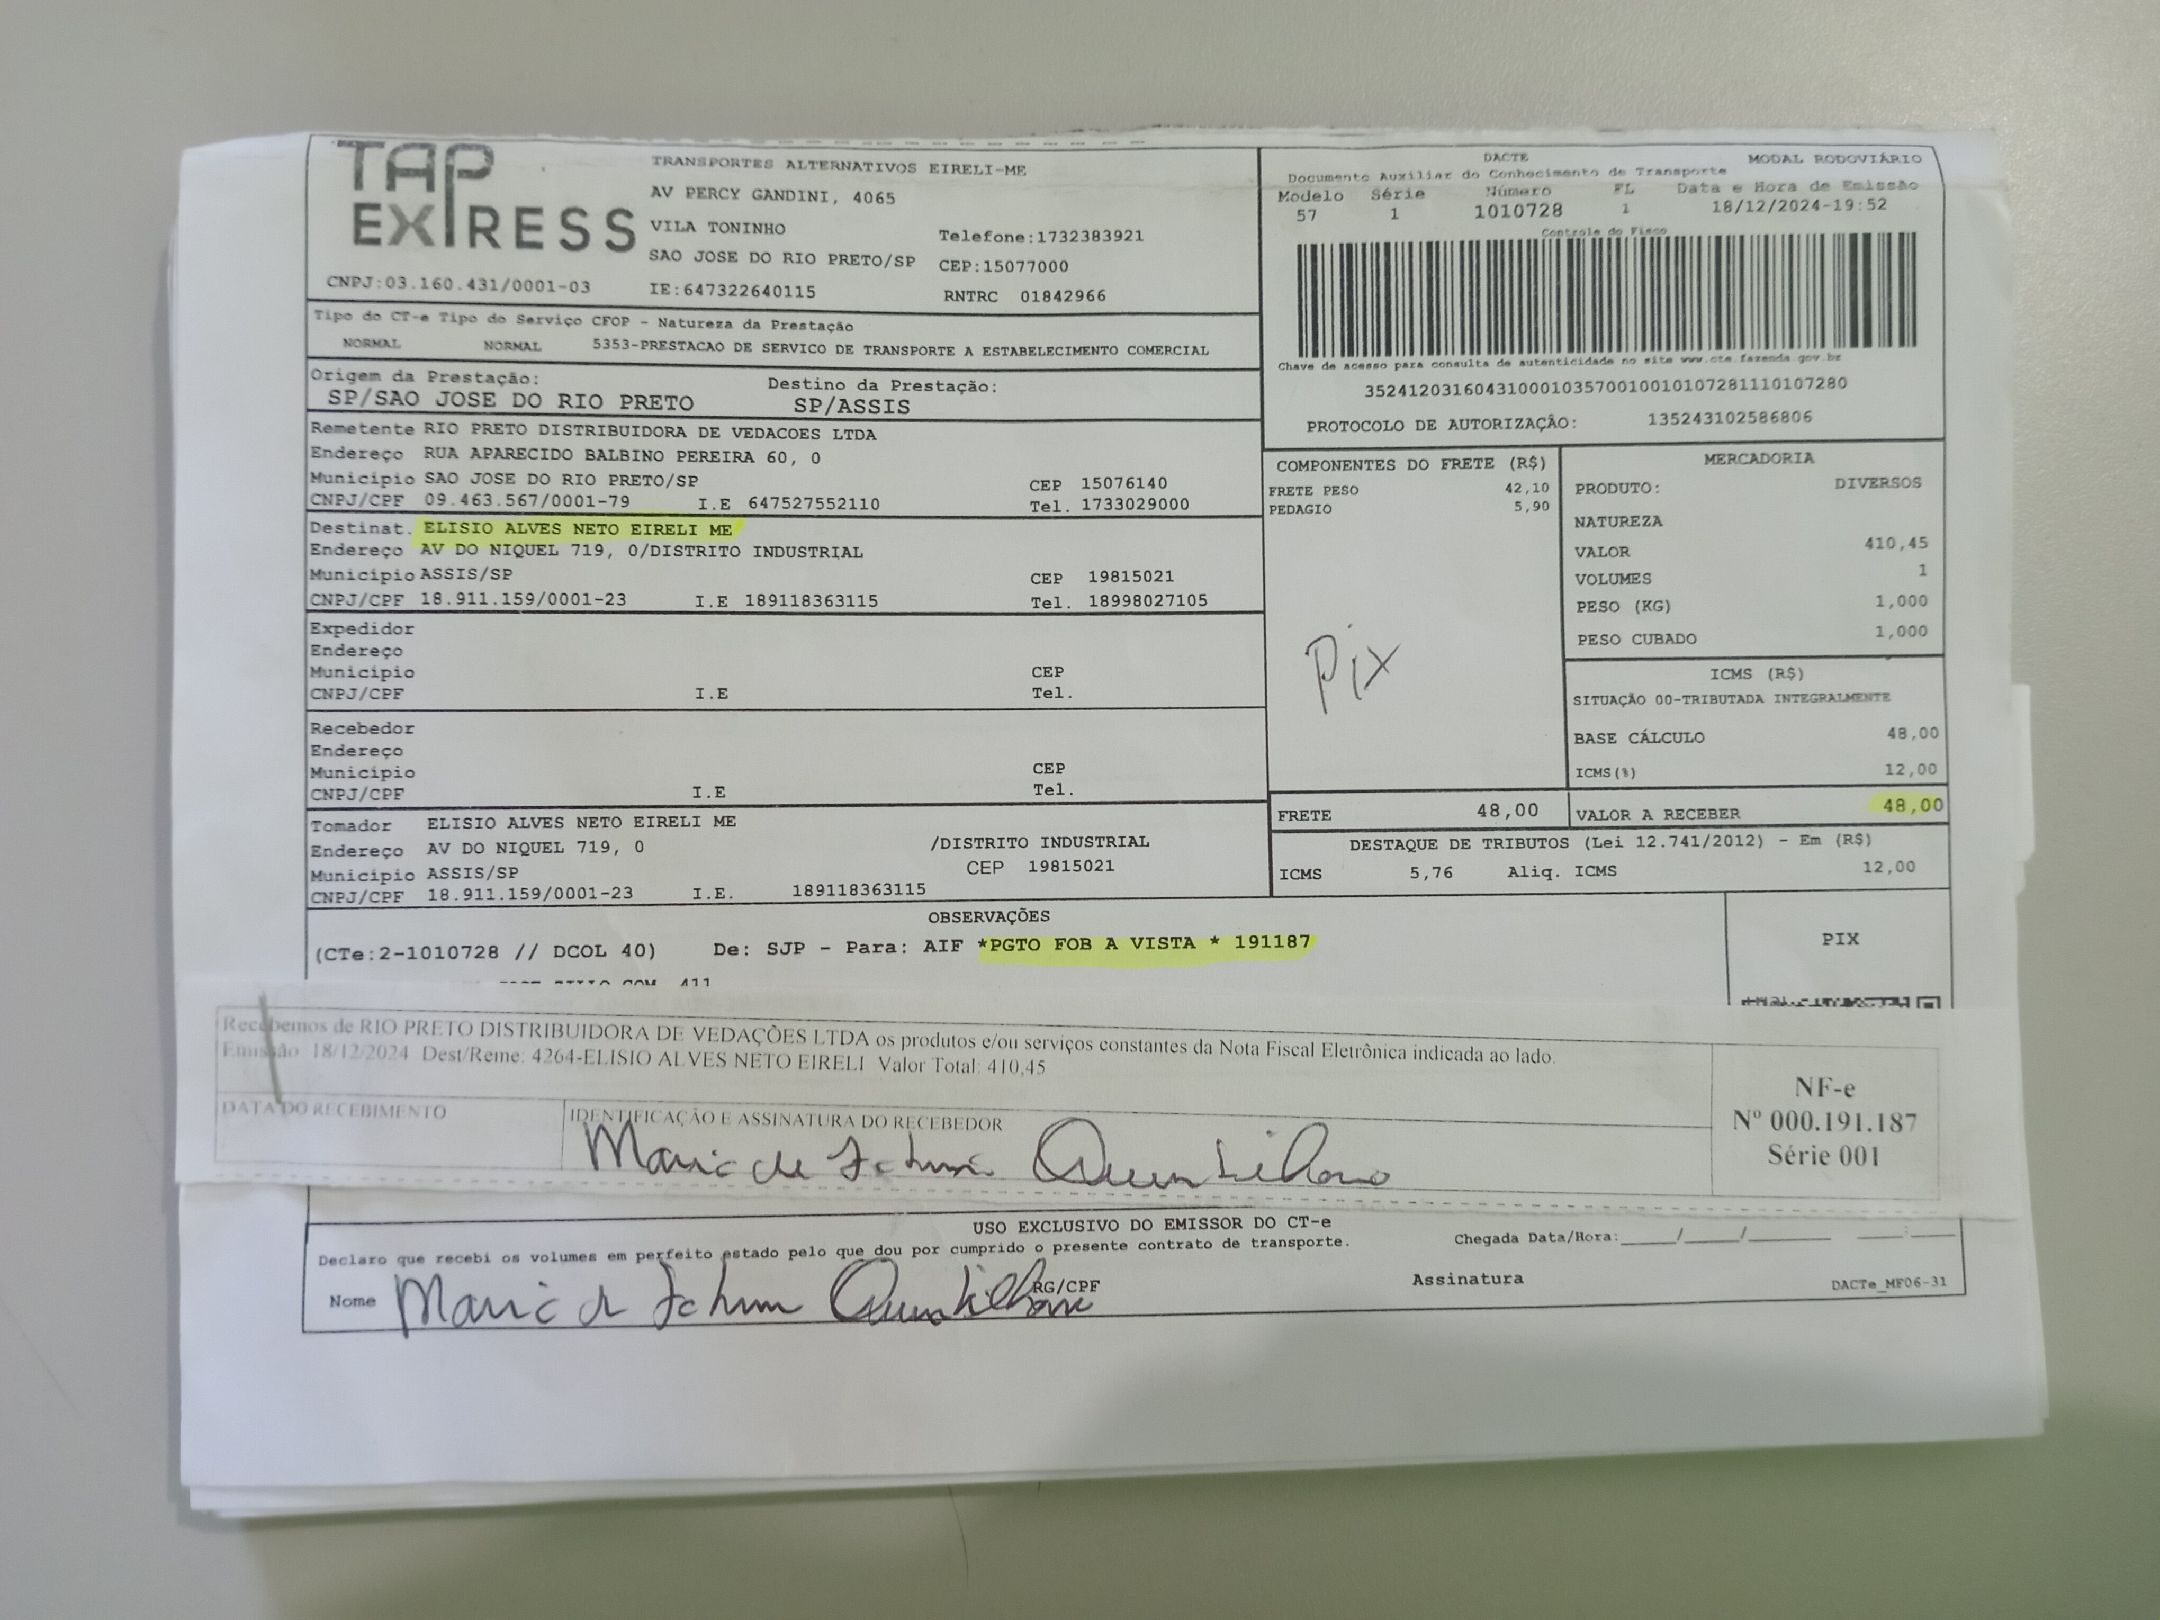 TAP EXPRESS
TRANSPORTES ALTERNATIVOS EIRELI-ME
AV PERCY GANDINI, 4065
VILA TONINHO
Telefone:1732383921
SAO JOSE DO RIO PRETO/SP CEP:15077000
CNPJ:03.160.431/0001-03 IE:647322640115 RNTRC 01842966
DACTE MODAL RODOVIÁRIO
Documento Auxiliar do Conhecimento de Transporte
Modelo Série Número FL Data e Hora de Emissão
57 1 1010728 1 18/12/2024-19:52
Controle do Fisco
Chave de acesso para consulta de autenticidade no site www.cte.fazenda.gov.br
35241203160431000103570010010107281110107280
PROTOCOLO DE AUTORIZAÇÂO: 135243102586806
Tipo do CT-e Tipo do Serviço CFOP - Natureza da Prestação
NORMAL NORMAL 5353-PRESTACAO DE SERVICO DE TRANSPORTE A ESTABELECIMENTO COMERCIAL
Origem da Prestação: Destino da Prestação:
SP/SAO JOSE DO RIO PRETO SP/ASSIS
Remetente RIO PRETO DISTRIBUIDORA DE VEDACOES LTDA
Endereço RUA APARECIDO BALBINO PEREIRA 60, 0
Municipio SAO JOSE DO RIO PRETO/SP CEP 15076140
CNPJ/CPF 09.463.567/0001-79 I.E 647527552110 Tel. 1733029000
Destinat. ELISIO ALVES NETO EIRELI ME
Endereço AV DO NIQUEL 719, 0/DISTRITO INDUSTRIAL
Municipio ASSIS/SP CEP 19815021
CNPJ/CPF 18.911.159/0001-23 I.E 189118363115 Tel. 18998027105
Expedidor
Endereço
Municipio CEP
CNPJ/CPF I.E Tel.
Recebedor
Endereço
Municipio CEP
CNPJ/CPF I.E Tel.
Tomador ELISIO ALVES NETO EIRELI ME
Endereço AV DO NIQUEL 719, 0 /DISTRITO INDUSTRIAL
Municipio ASSIS/SP CEP 19815021
CNPJ/CPF 18.911.159/0001-23 I.E. 189118363115
COMPONENTES DO FRETE (R$)
FRETE PESO 42,10
PEDAGIO 5,90
Pix
MERCADORIA
PRODUTO: DIVERSOS
NATUREZA
VALOR 410,45
VOLUMES 1
PESO (KG) 1,000
PESO CUBADO 1,000
ICMS (R$)
SITUAÇÃO 00-TRIBUTADA INTEGRALMENTE
BASE CÁLCULO 48,00
ICMS(%) 12,00
FRETE 48,00 VALOR A RECEBER 48,00
DESTAQUE DE TRIBUTOS (Lei 12.741/2012) - Em (R$)
ICMS 5,76 Aliq. ICMS 12,00
OBSERVAÇÕES
(CTe:2-1010728 // DCOL 40) De: SJP - Para: AIF *PGTO FOB A VISTA * 191187
PIX
Recebemos de RIO PRETO DISTRIBUIDORA DE VEDAÇÕES LTDA os produtos e/ou serviços constantes da Nota Fiscal Eletrônica indicada ao lado.
Emissão 18/12/2024 Dest/Reme: 4264-ELISIO ALVES NETO EIRELI Valor Total: 410,45
DATA DO RECEBIMENTO IDENTIFICAÇÃO E ASSINATURA DO RECEBEDOR
Maria de Fatima Quintilhano
NF-e
Nº 000.191.187
Série 001
USO EXCLUSIVO DO EMISSOR DO CT-e
Declaro que recebi os volumes em perfeito estado pelo que dou por cumprido o presente contrato de transporte.
Chegada Data/Hora:_____/_____/________ ____:____
Nome Maria de Fatima Quintilhano RG/CPF Assinatura
DACTe_MF06-31